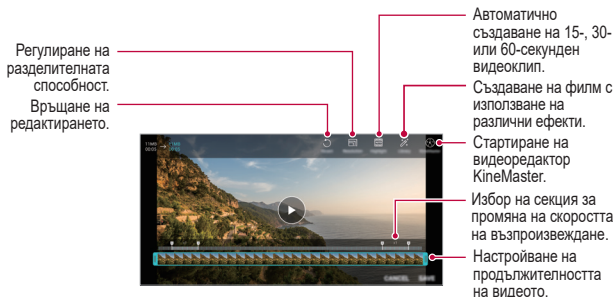 Регулиране на
разделителната
способност.
Връщане на
редактирането.
Автоматично
създаване на 15-, 30-
или 60-секунден
видеоклип.
Създаване на филм с
използване на
различни ефекти.
Стартиране на
видеоредактор
KineMaster.
Избор на секция за
промяна на скоростта
на възпроизвеждане.
Настройване на
продължителността
на видеото.
CANCEL SAVE